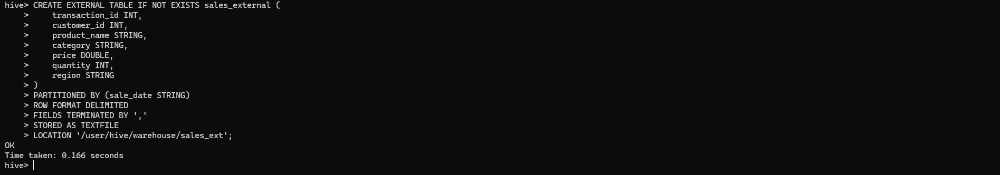 hive> CREATE EXTERNAL TABLE IF NOT EXISTS sales_external (
    >     transaction_id INT,
    >     customer_id INT,
    >     product_name STRING,
    >     category STRING,
    >     price DOUBLE,
    >     quantity INT,
    >     region STRING
    > )
    > PARTITIONED BY (sale_date STRING)
    > ROW FORMAT DELIMITED
    > FIELDS TERMINATED BY ','
    > STORED AS TEXTFILE
    > LOCATION '/user/hive/warehouse/sales_ext';
OK
Time taken: 0.166 seconds
hive>